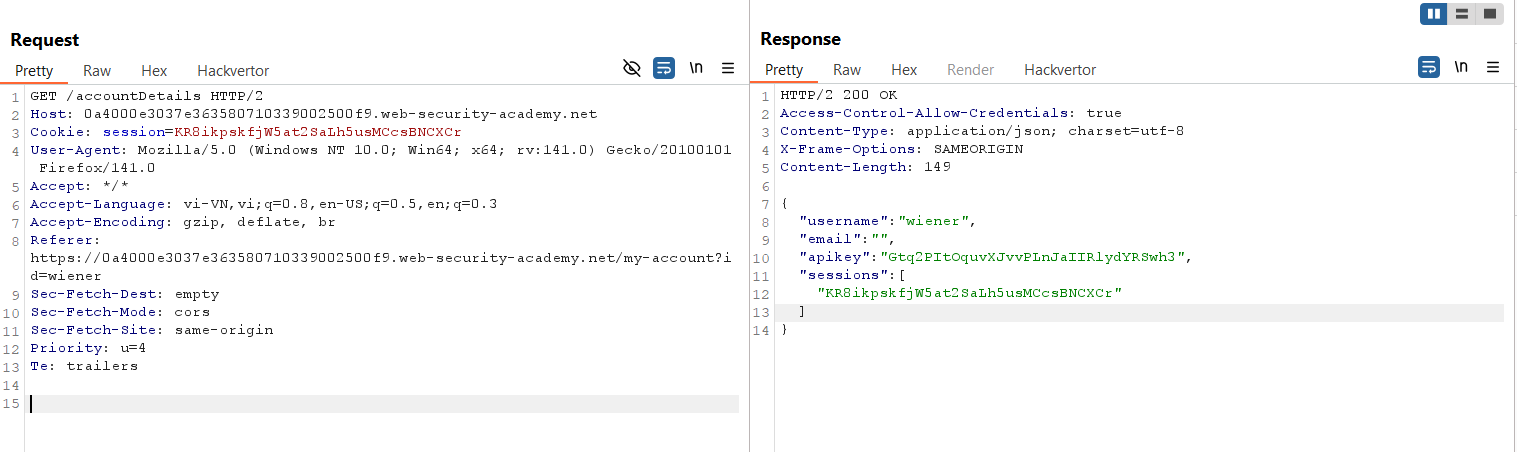 Request
Pretty Raw Hex Hackvertor \n
1 GET /accountDetails HTTP/2
2 Host: 0a4000e3037e363580710339002500f9.web-security-academy.net
3 Cookie: session=KR8ikpskfjW5at2SaLh5usMCcsBNCXCr
4 User-Agent: Mozilla/5.0 (Windows NT 10.0; Win64; x64; rv:141.0) Gecko/20100101
Firefox/141.0
5 Accept: */*
6 Accept-Language: vi-VN,vi;q=0.8,en-US;q=0.5,en;q=0.3
7 Accept-Encoding: gzip, deflate, br
8 Referer:
https://0a4000e3037e363580710339002500f9.web-security-academy.net/my-account?i
d=wiener
9 Sec-Fetch-Dest: empty
10 Sec-Fetch-Mode: cors
11 Sec-Fetch-Site: same-origin
12 Priority: u=4
13 Te: trailers
14
15
Response
Pretty Raw Hex Render Hackvertor \n
1 HTTP/2 200 OK
2 Access-Control-Allow-Credentials: true
3 Content-Type: application/json; charset=utf-8
4 X-Frame-Options: SAMEORIGIN
5 Content-Length: 149
6
7 {
8 "username":"wiener",
9 "email":"",
10 "apikey":"Gtq2PItOquvXJvvPLnJaIIRlydYRSwh3",
11 "sessions":[
12 "KR8ikpskfjW5at2SaLh5usMCcsBNCXCr"
13 ]
14 }